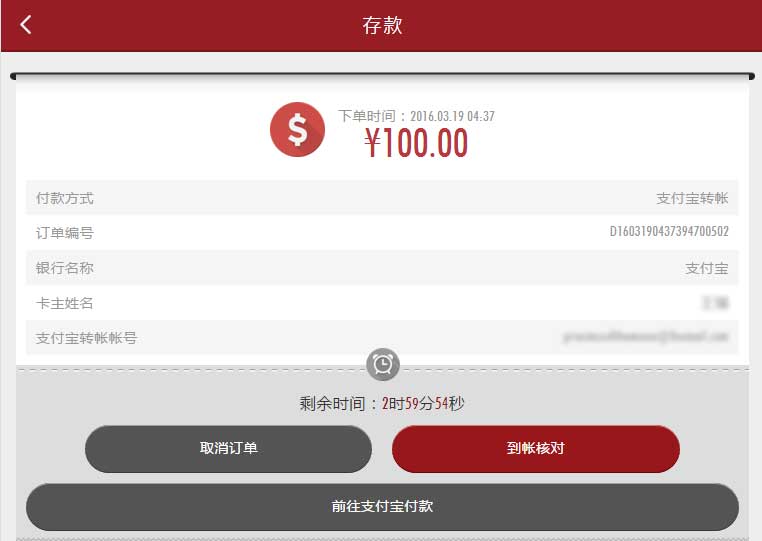 存款
下单时间：2016.03.19 04:37
¥100.00
付款方式 支付宝转帐
订单编号 D1603190437394700502
银行名称 支付宝
卡主姓名
支付宝转帐帐号
剩余时间：2时59分54秒
取消订单 到帐核对
前往支付宝付款